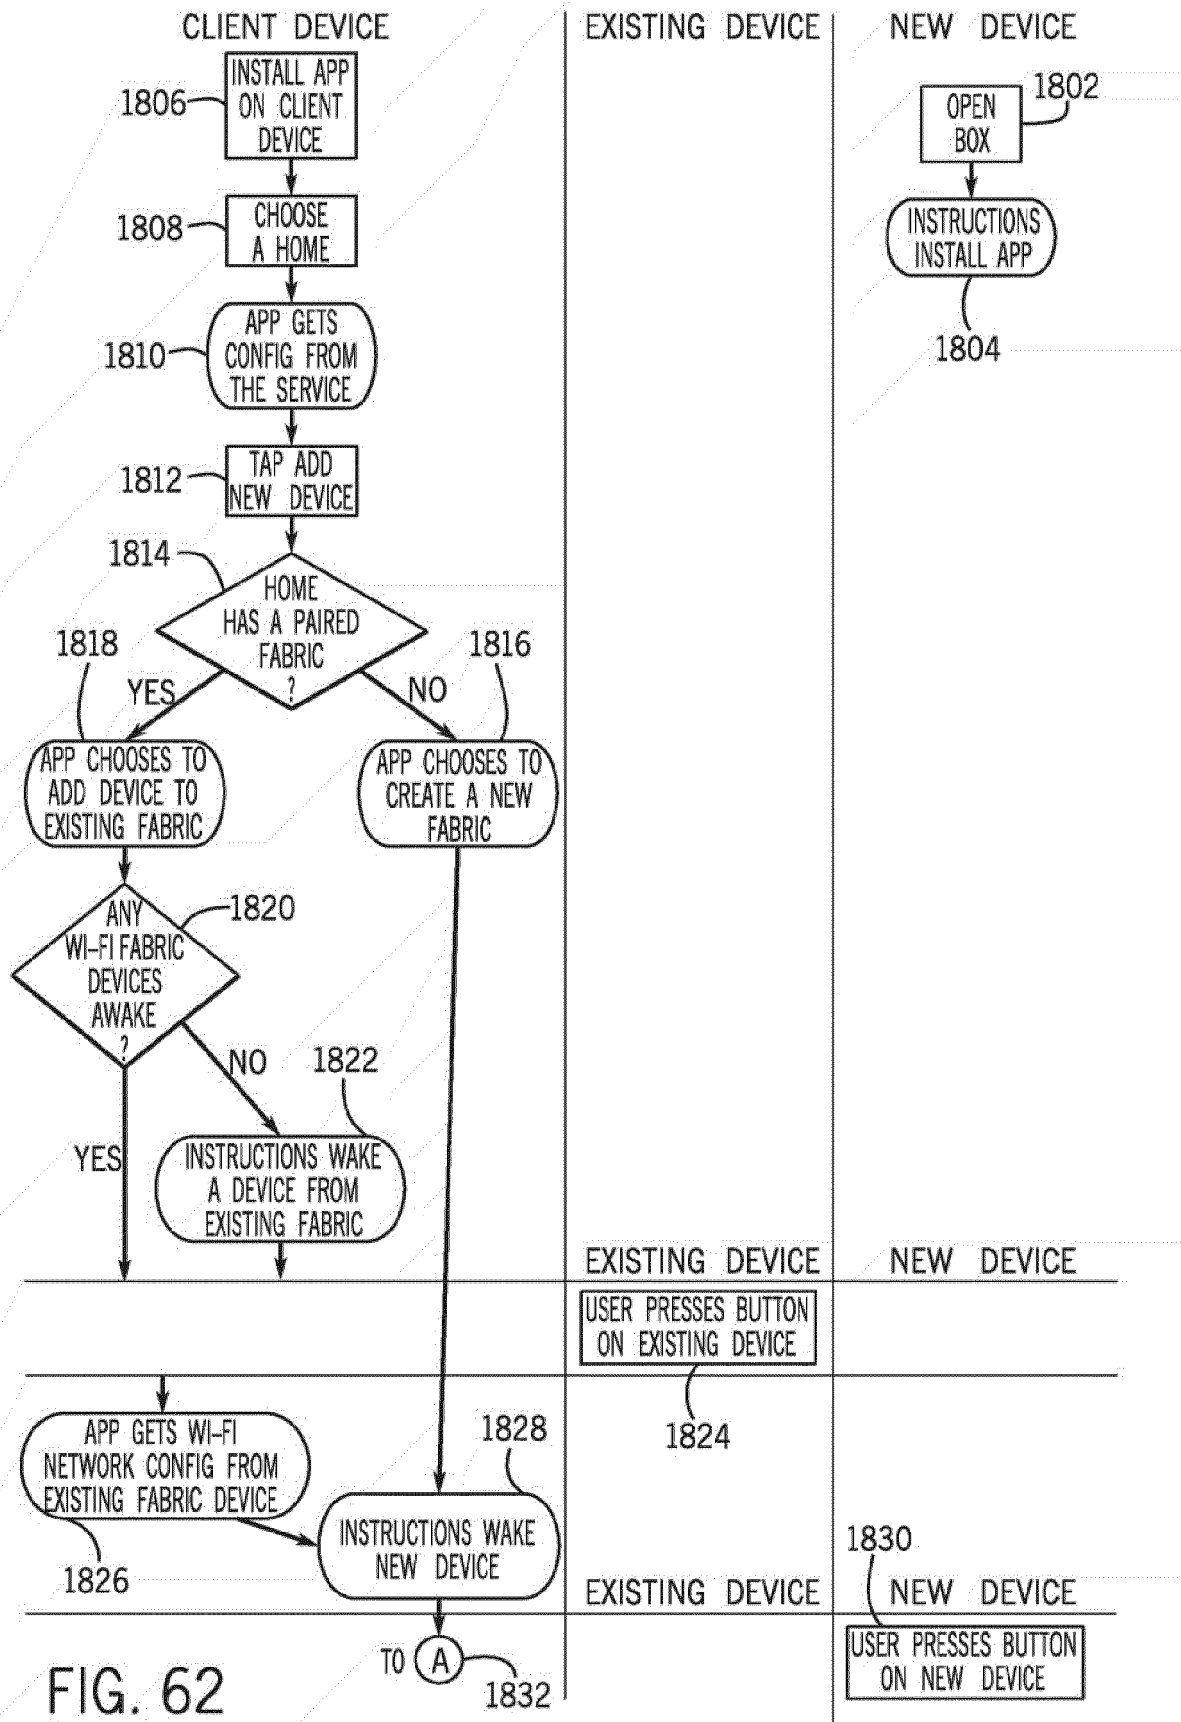 CLIENT DEVICE
EXISTING DEVICE
NEW DEVICE
INSTALL APP
ON CLIENT
DEVICE
1806
1802
OPEN
BOX
CHOOSE
A HOME
1808
INSTRUCTIONS
INSTALL APP
1804
APP GETS
CONFIG FROM
THE SERVICE
1810
TAP ADD
NEW DEVICE
1812
1814
HOME
HAS A PAIRED
FABRIC
?
1818
1816
YES
NO
APP CHOOSES TO
ADD DEVICE TO
EXISTING FABRIC
APP CHOOSES TO
CREATE A NEW
FABRIC
1820
ANY
WI-FI FABRIC
DEVICES
AWAKE
?
NO
1822
YES
INSTRUCTIONS WAKE
A DEVICE FROM
EXISTING FABRIC
EXISTING DEVICE
NEW DEVICE
USER PRESSES BUTTON
ON EXISTING DEVICE
1824
APP GETS WI-FI
NETWORK CONFIG FROM
EXISTING FABRIC DEVICE
1826
1828
INSTRUCTIONS WAKE
NEW DEVICE
1830
EXISTING DEVICE
NEW DEVICE
USER PRESSES BUTTON
ON NEW DEVICE
TO A
1832
FIG. 62